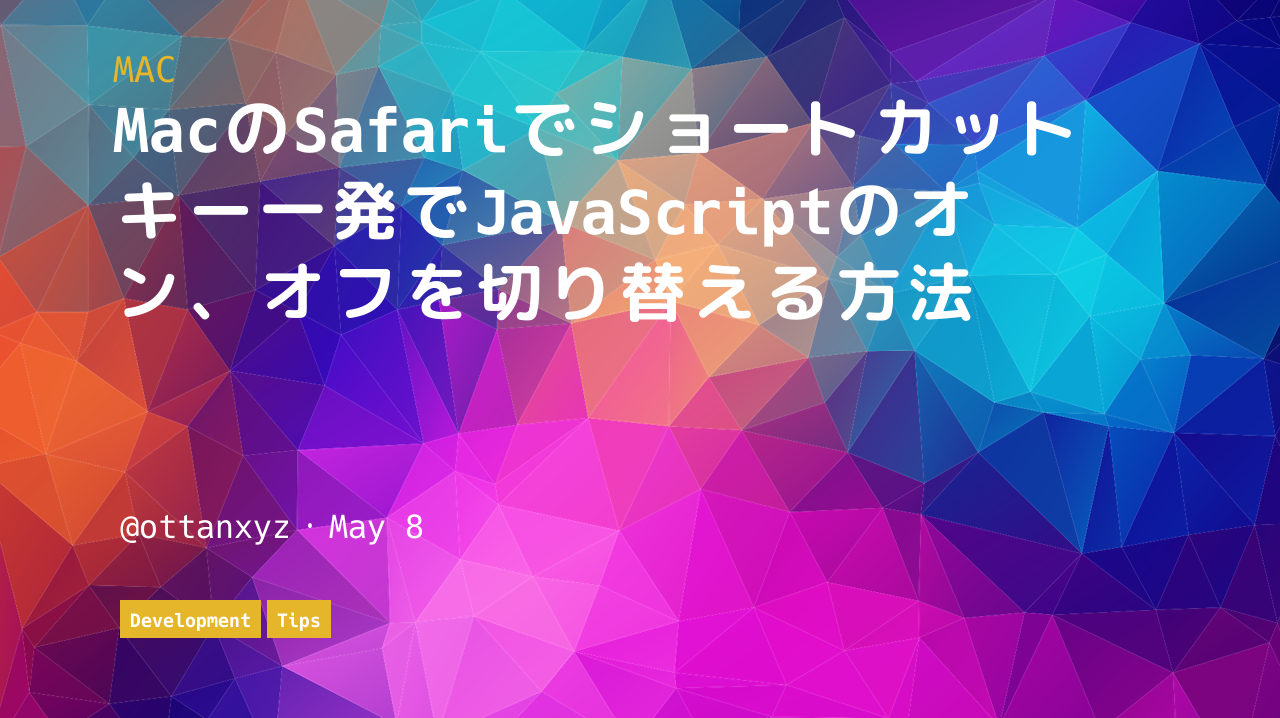 MAC
MacのSafariでショートカット
キー一発でJavaScriptのオ
ン、オフを切り替える方法
@ottanxyz・May 8
Development Tips